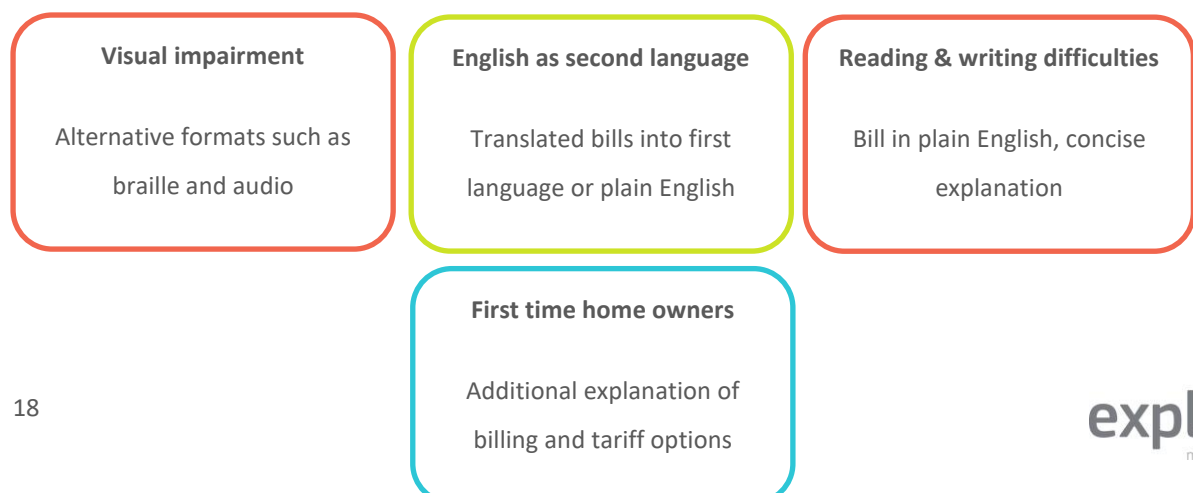 Visual impairment
Alternative formats such as
braille and audio
English as second language
Translated bills into first
language or plain English
Reading & writing difficulties
Bill in plain English, concise
explanation
First time home owners
Additional explanation of
billing and tariff options
18